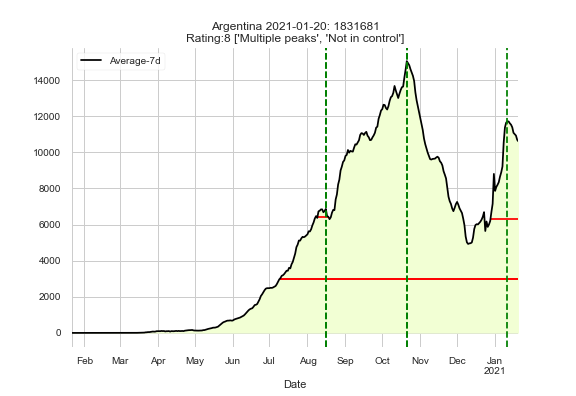 Argentina 2021-01-20: 1831681
Rating:8 ['Multiple peaks', 'Not in control']
Average-7d
14000
12000
10000
8000
6000
4000
2000
0
Feb Mar Apr May Jun Jul Aug Sep Oct Nov Dec Jan
2021
Date